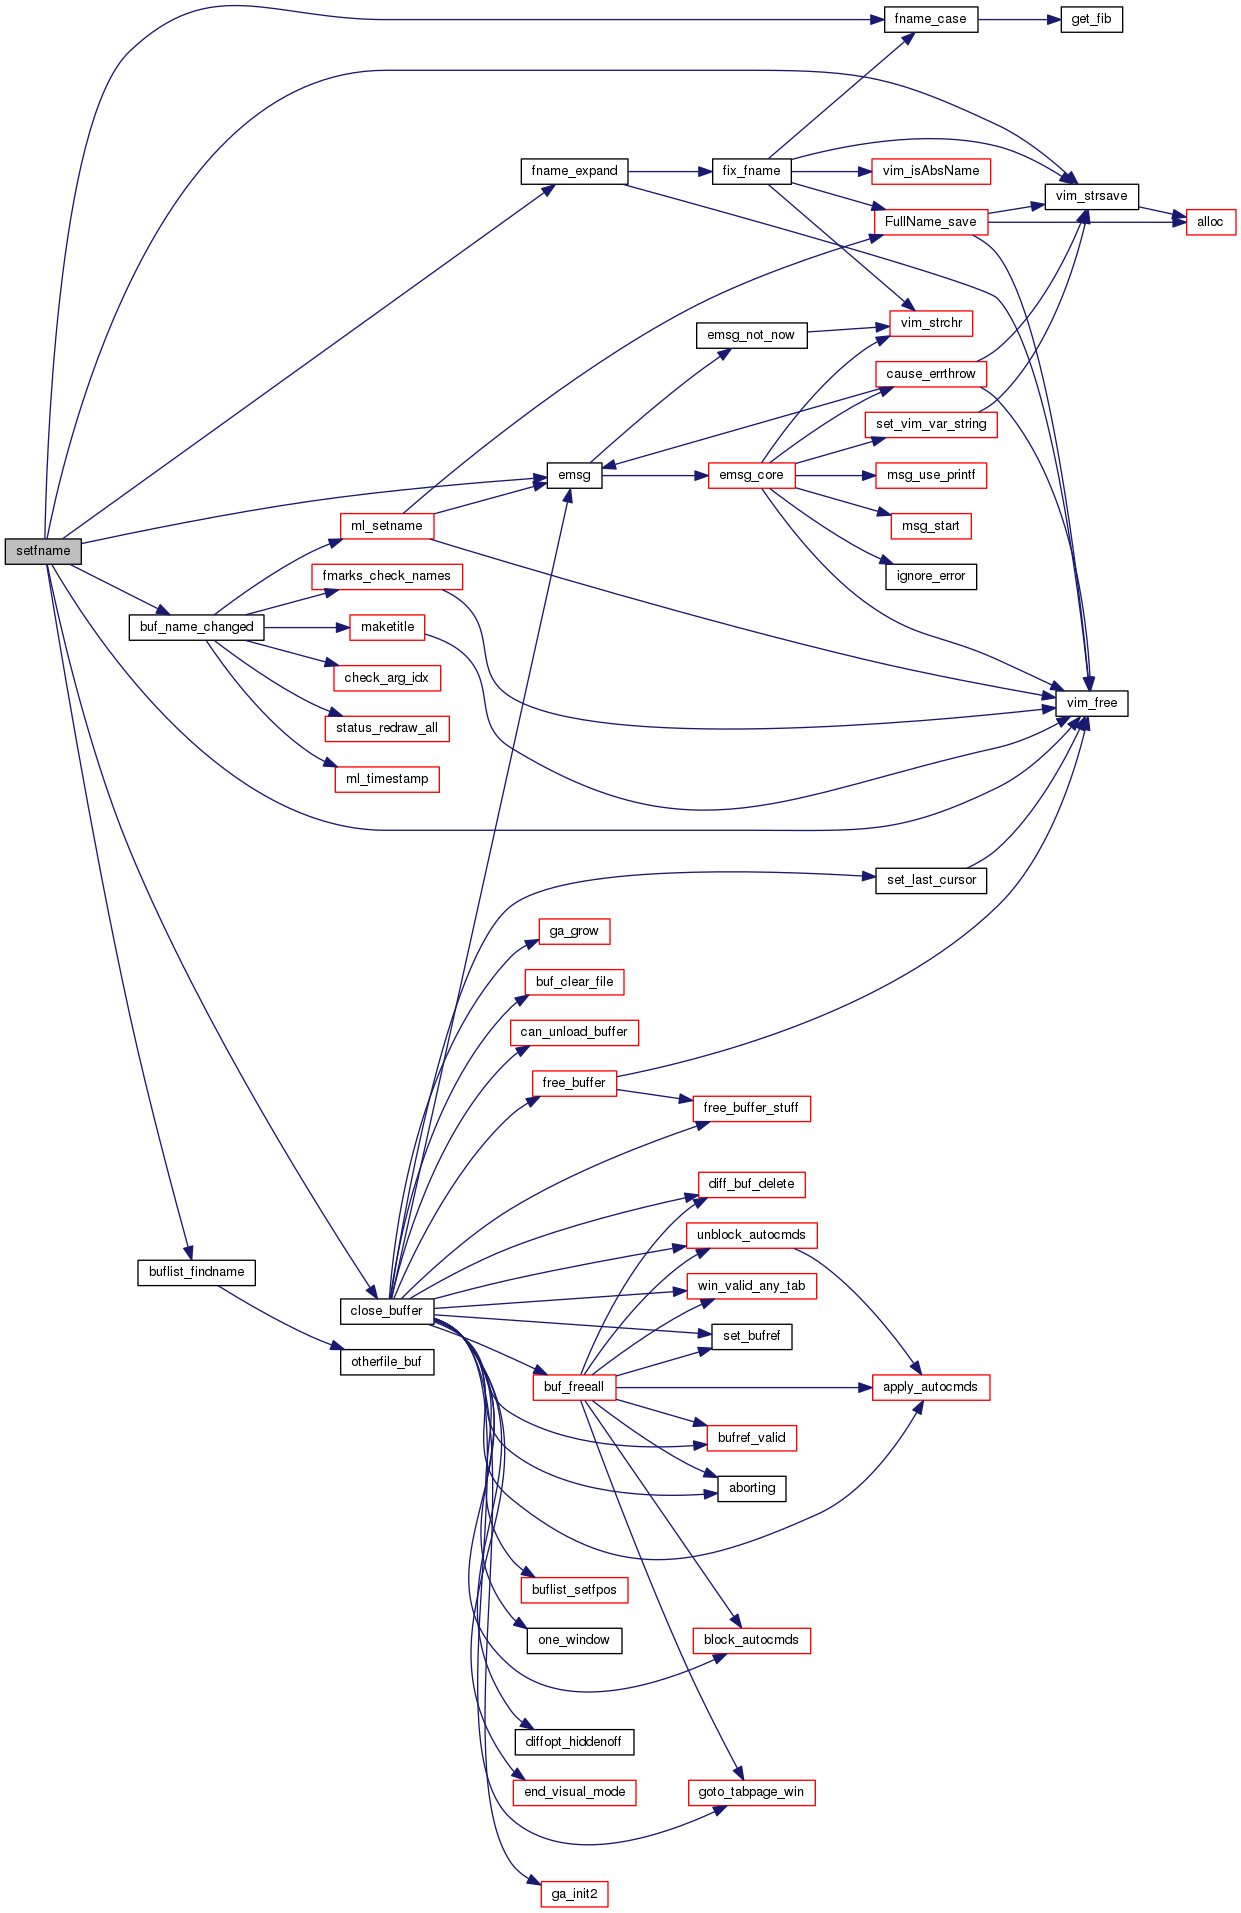 fname_case
get_fib
fname_expand
fix_fname
vim_isAbsName
vim_strsave
FullName_save
alloc
emsg_not_now
vim_strchr
cause_errthrow
set_vim_var_string
emsg
emsg_core
msg_use_printf
ml_setname
msg_start
setfname
fmarks_check_names
ignore_error
buf_name_changed
maketitle
check_arg_idx
vim_free
status_redraw_all
ml_timestamp
set_last_cursor
ga_grow
buf_clear_file
can_unload_buffer
free_buffer
free_buffer_stuff
diff_buf_delete
unblock_autocmds
buflist_findname
win_valid_any_tab
close_buffer
set_bufref
otherfile_buf
buf_freeall
apply_autocmds
bufref_valid
aborting
buflist_setfpos
one_window
block_autocmds
diffopt_hiddenoff
end_visual_mode
goto_tabpage_win
ga_init2